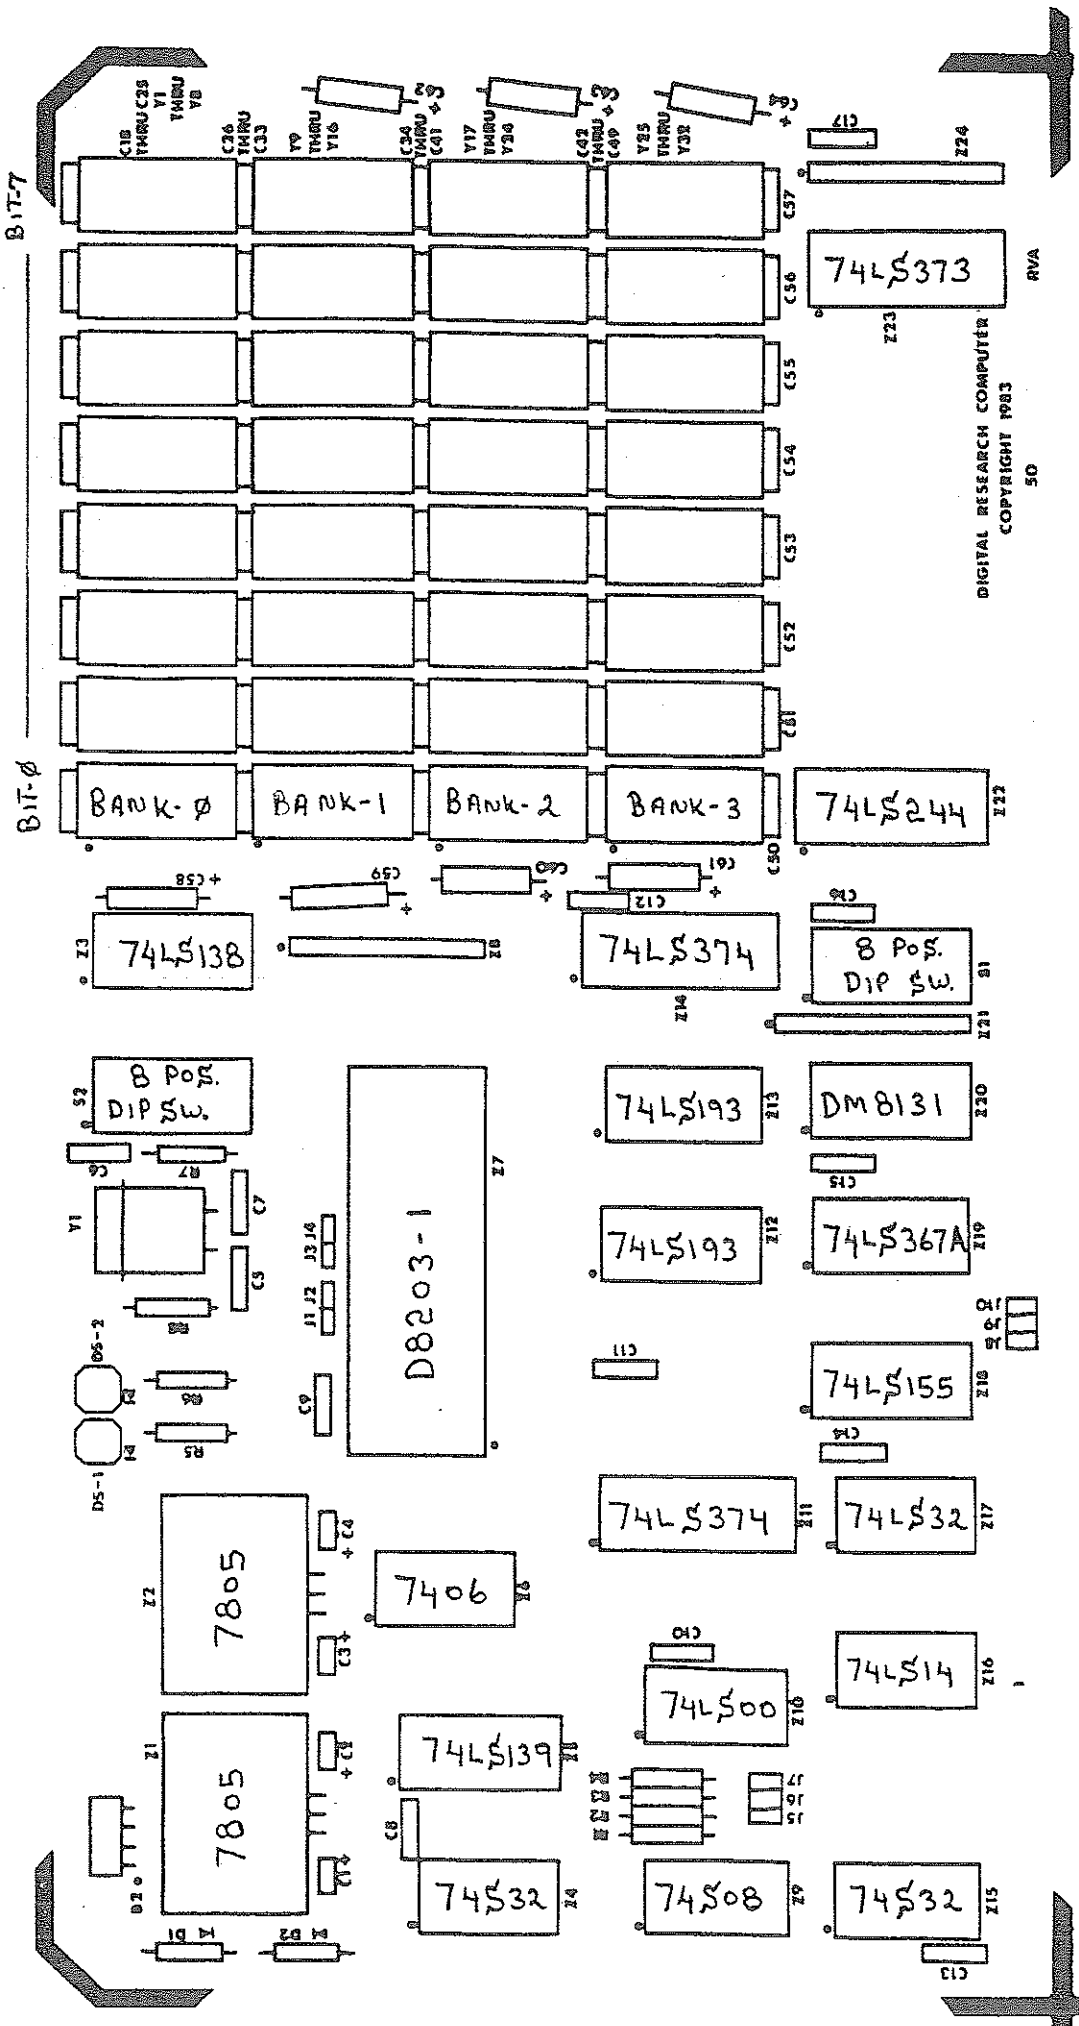 BIT-7
BIT-Ø
C18
THRU C25
Y1
THRU
Y8
C26
THRU
C33
Y9
THRU
Y16
C34
THRU
C41
Y17
THRU
Y24
C42
THRU
C49
Y25
THRU
Y32
+
+
+
C17
Z24
C57
C56
C55
C54
C53
C52
C51
C50
74LS373
Z23
RVA
DIGITAL RESEARCH COMPUTER
COPYRIGHT 1983
SO
BANK-Ø
BANK-1
BANK-2
BANK-3
74LS244
Z22
C58 +
C59
+
+
C61
+
C12
Z3
74LS138
Z8
74LS374
Z14
8 POS.
DIP SW.
S1
Z21
S2
8 POS.
DIP SW.
C6
R7
Y1
C7
C5
J3 J4
J1 J2
Z7
D8203-1
74LS193
Z13
DM8131
Z20
C15
74LS193
Z12
74LS367A
Z19
C11
74LS155
Z18
C14
DS-2
DS-1
R6
R5
C9
74LS374
Z11
74LS32
Z17
Z2
7805
C4
+
C3
+
7406
Z6
C10
74LS00
Z10
74LS14
Z16
Z1
7805
+
+
74LS139
C8
J7
J6
J5
74S32
Z4
74S08
Z9
74S32
Z15
C13
D1
D2